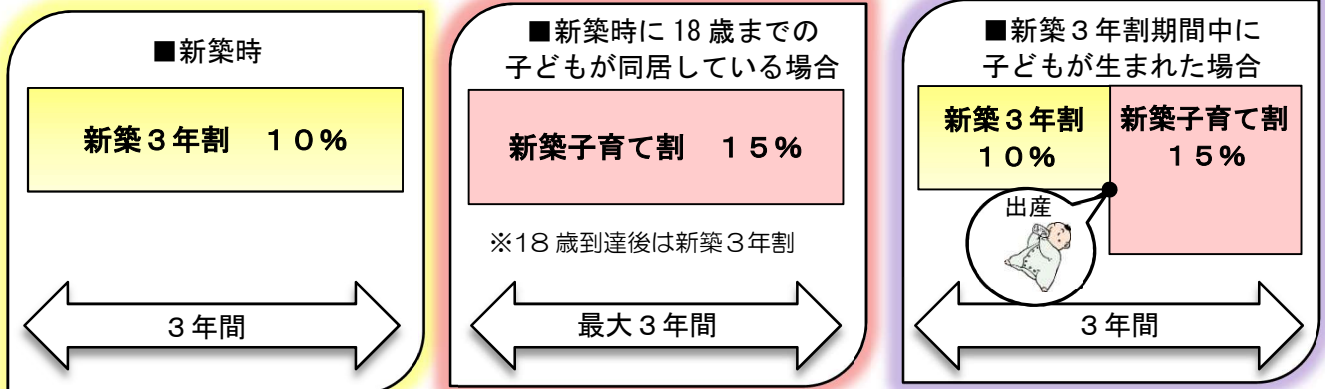 ■新築時
新築3年割　10%
3年間
■新築時に18歳までの
子どもが同居している場合
新築子育て割　15%
※18歳到達後は新築3年割
最大3年間
■新築3年割期間中に
子どもが生まれた場合
新築3年割
10%
新築子育て割
15%
出産
3年間